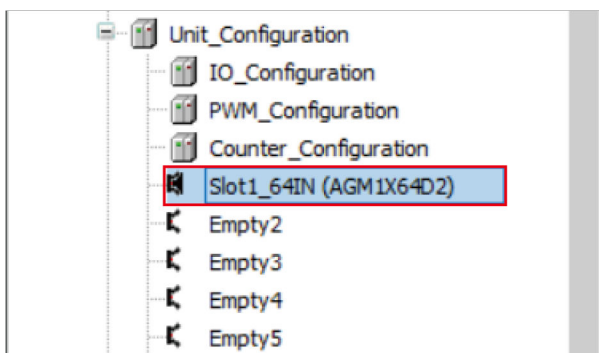 Unit_Configuration
IO_Configuration
PWM_Configuration
Counter_Configuration
Slot1_64IN (AGM1X64D2)
Empty2
Empty3
Empty4
Empty5